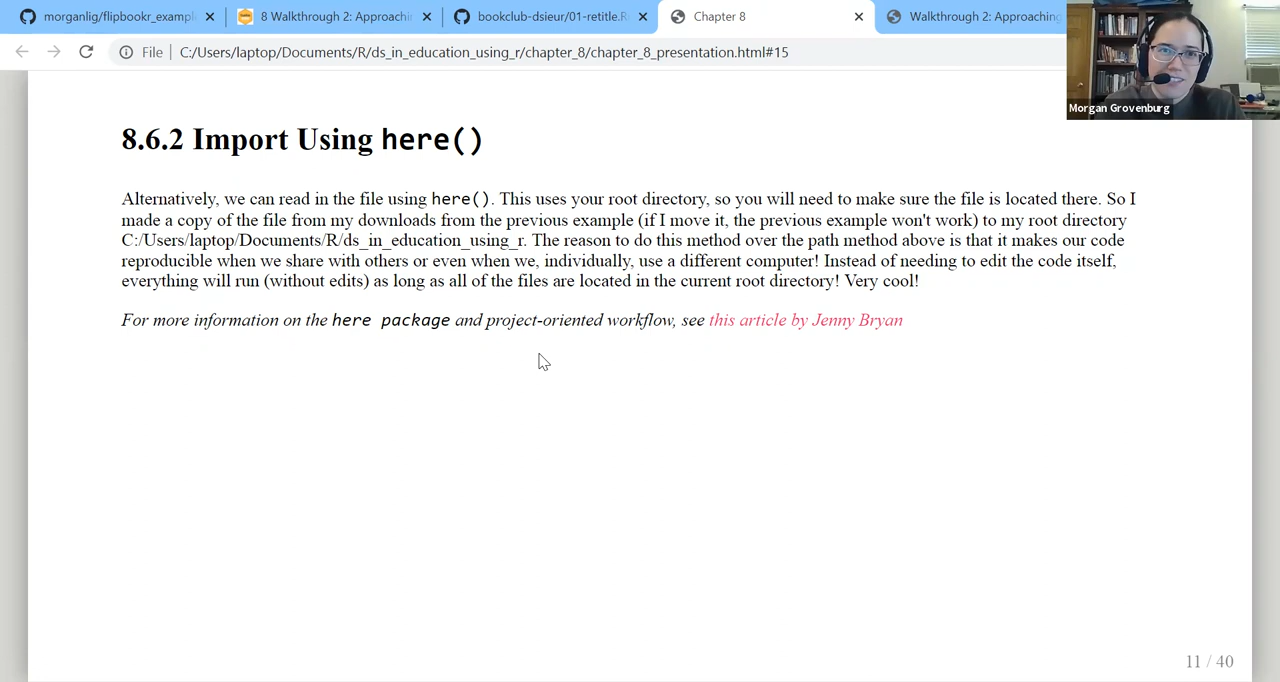 morganlig/flipbookr_exampl
8 Walkthrough 2: Approachi
bookclub-dsieur/01-retitle.R
Chapter 8
Walkthrough 2: Approaching
File | C:/Users/laptop/Documents/R/ds_in_education_using_r/chapter_8/chapter_8_presentation.html#15
Morgan Grovenburg
8.6.2 Import Using here()
Alternatively, we can read in the file using here(). This uses your root directory, so you will need to make sure the file is located there. So I
made a copy of the file from my downloads from the previous example (if I move it, the previous example won't work) to my root directory
C:/Users/laptop/Documents/R/ds_in_education_using_r. The reason to do this method over the path method above is that it makes our code
reproducible when we share with others or even when we, individually, use a different computer! Instead of needing to edit the code itself,
everything will run (without edits) as long as all of the files are located in the current root directory! Very cool!
For more information on the here package and project-oriented workflow, see this article by Jenny Bryan
11 / 40